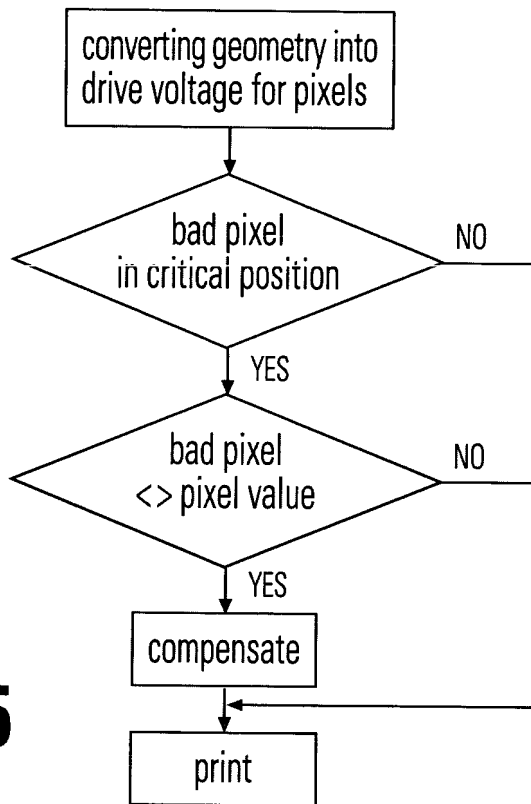 converting geometry into
drive voltage for pixels
bad pixel
in critical position
NO
YES
bad pixel
<> pixel value
NO
YES
compensate
print